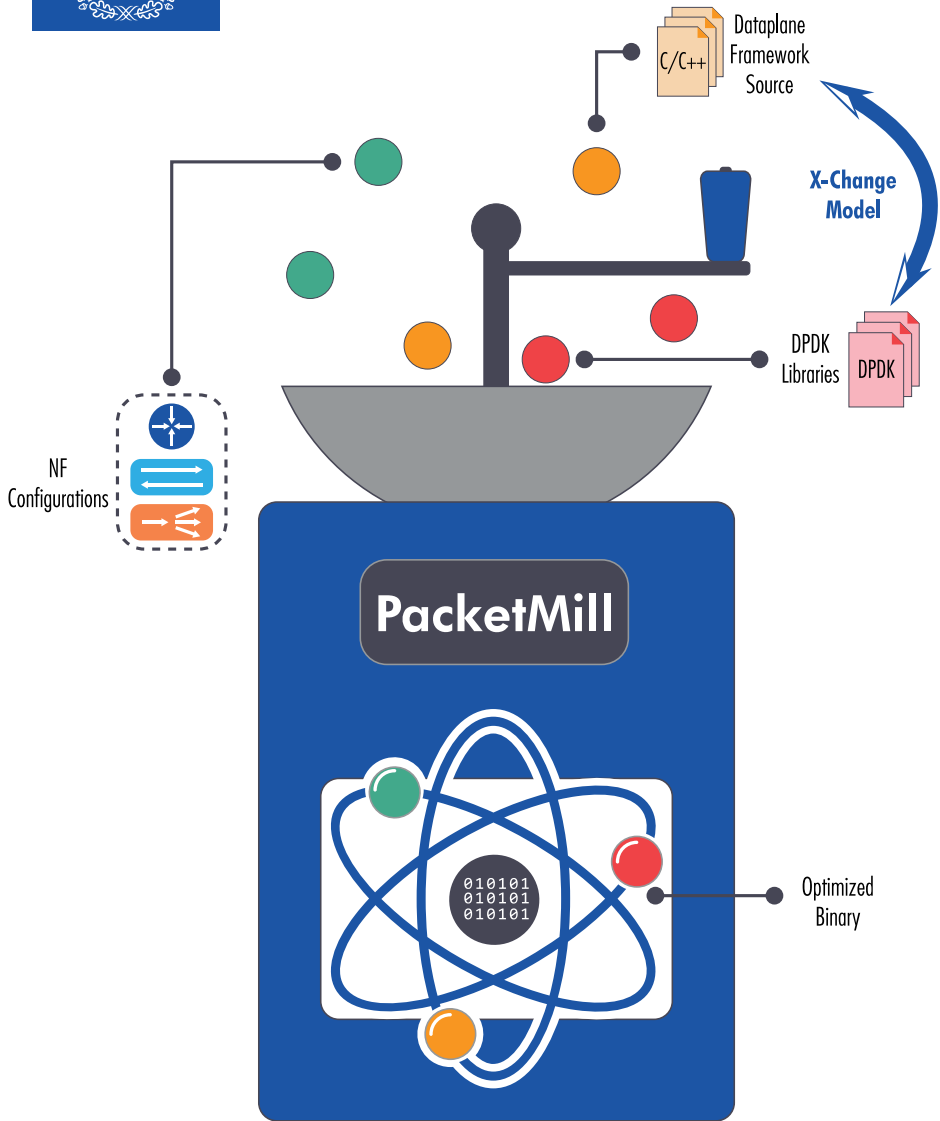 Dataplane
Framework
Source
C/C++
X-Change
Model
DPDK
Libraries
DPDK
NF
Configurations
PacketMill
010101
010101
010101
Optimized
Binary